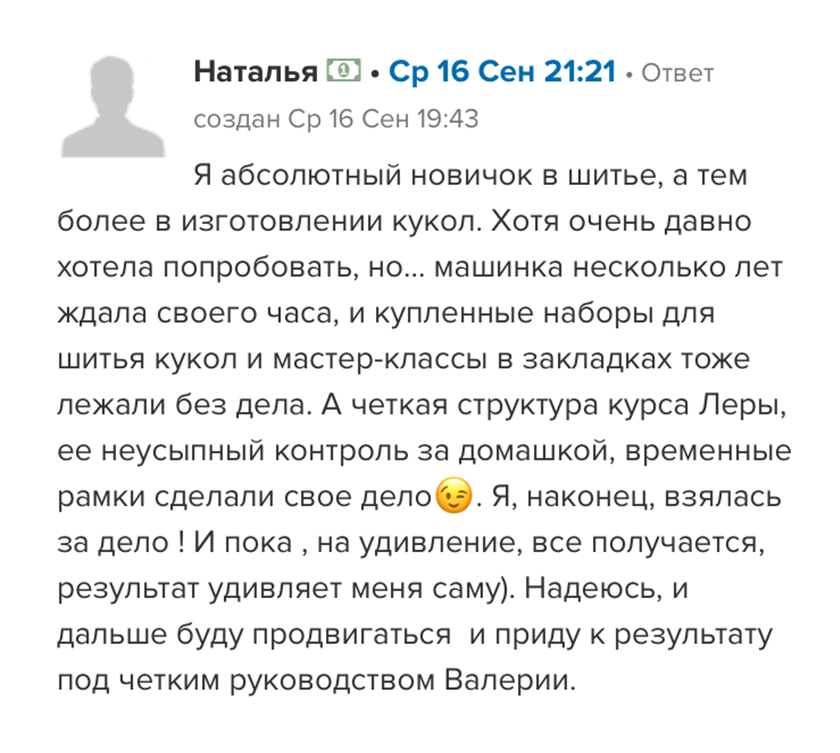 Наталья 💵 • Ср 16 Сен 21:21 • Ответ
создан Ср 16 Сен 19:43
Я абсолютный новичок в шитье, а тем
более в изготовлении кукол. Хотя очень давно
хотела попробовать, но... машинка несколько лет
ждала своего часа, и купленные наборы для
шитья кукол и мастер-классы в закладках тоже
лежали без дела. А четкая структура курса Леры,
ее неусыпный контроль за домашкой, временные
рамки сделали свое дело😉. Я, наконец, взялась
за дело ! И пока , на удивление, все получается,
результат удивляет меня саму). Надеюсь, и
дальше буду продвигаться  и приду к результату
под четким руководством Валерии.